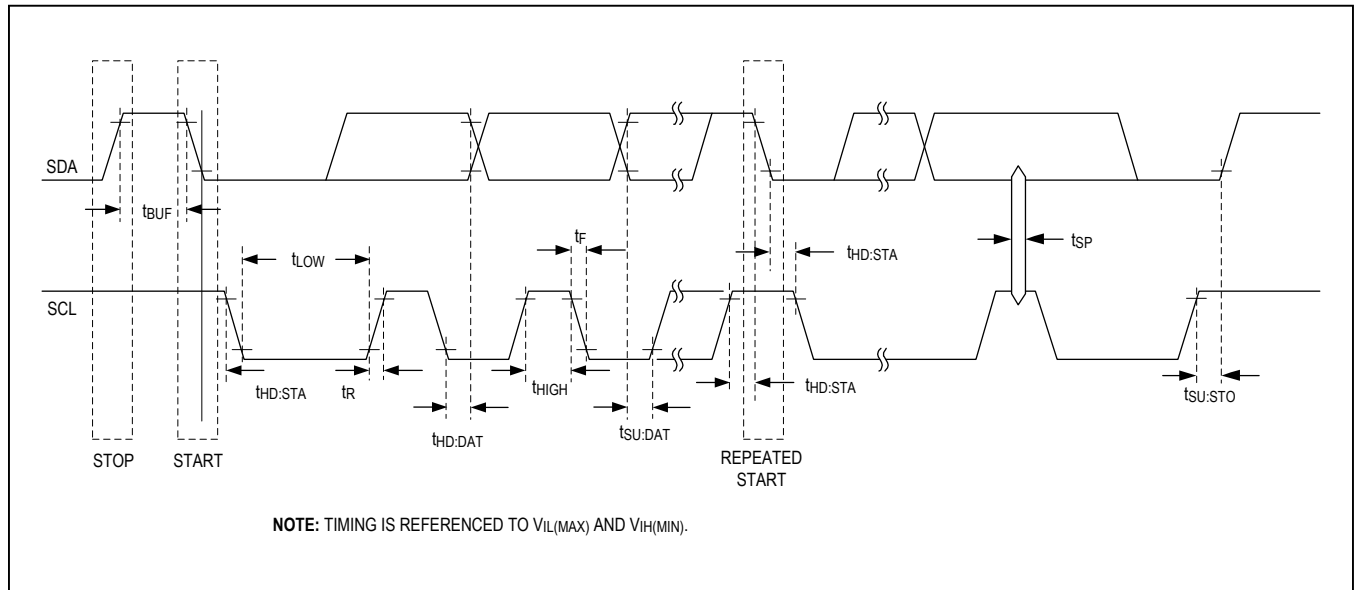 SDA
tBUF
tF
tLOW
tHD:STA
tSP
SCL
tHD:STA
tR
tHIGH
tHD:STA
tSU:STO
tHD:DAT
tSU:DAT
STOP
START
REPEATED
START
NOTE: TIMING IS REFERENCED TO VIL(MAX) AND VIH(MIN).